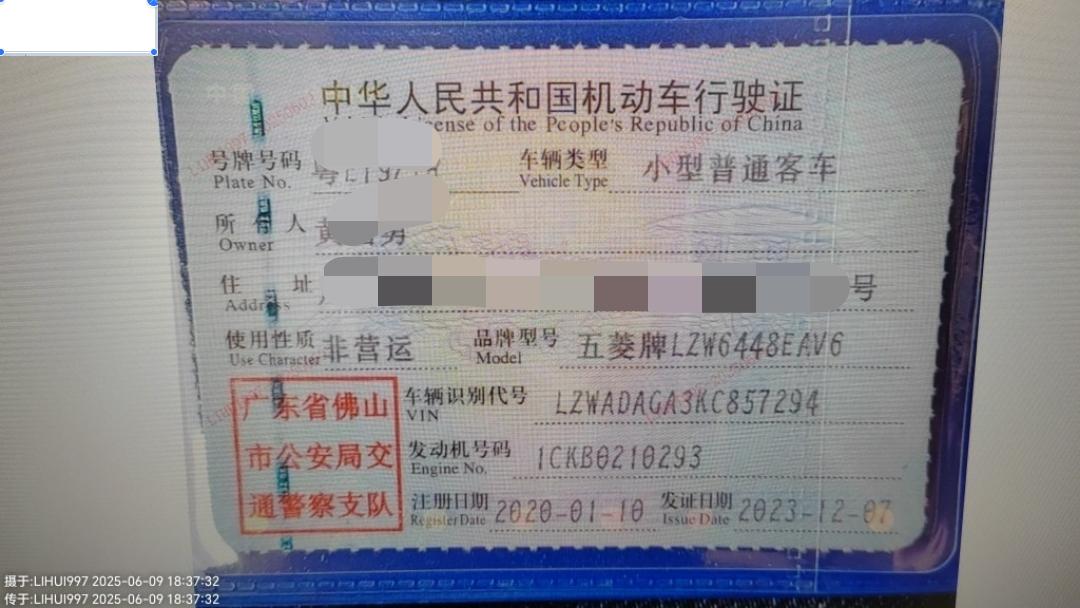 中华人民共和国机动车行驶证
ense of the People's Republic of China
号牌号码 车辆类型 小型普通客车
Plate No. Vehicle Type
所有人
Owner
住址 号
Address
使用性质 非营运 品牌型号 五菱牌LZW6448EAV6
Use Character Model
广东省佛山
市公安局交
通警察支队
车辆识别代号 LZWADAGA3KC857294
VIN
发动机号码 1CKB0210293
Engine No.
注册日期 2020-01-10 发证日期 2023-12-07
Register Date Issue Date
摄于:LIHUI997 2025-06-09 18:37:32
传于:LIHUI997 2025-06-09 18:37:32